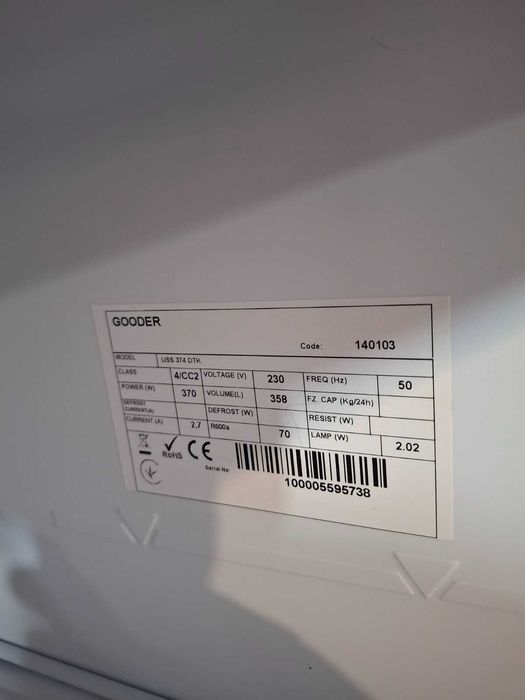 GOODER
Code: 140103
MODEL USS 374 DTK
CLASS 4/CC2 VOLTAGE (V) 230 FREQ (Hz) 50
POWER (W) 370 VOLUME(L) 358 FZ. CAP (Kg/24h)
DEFROST CURRENT(A) DEFROST (W) RESIST (W)
CURRENT (A) 2,7 R600a 70 LAMP (W) 2.02
RoHS CE
Serial No:
100005595738